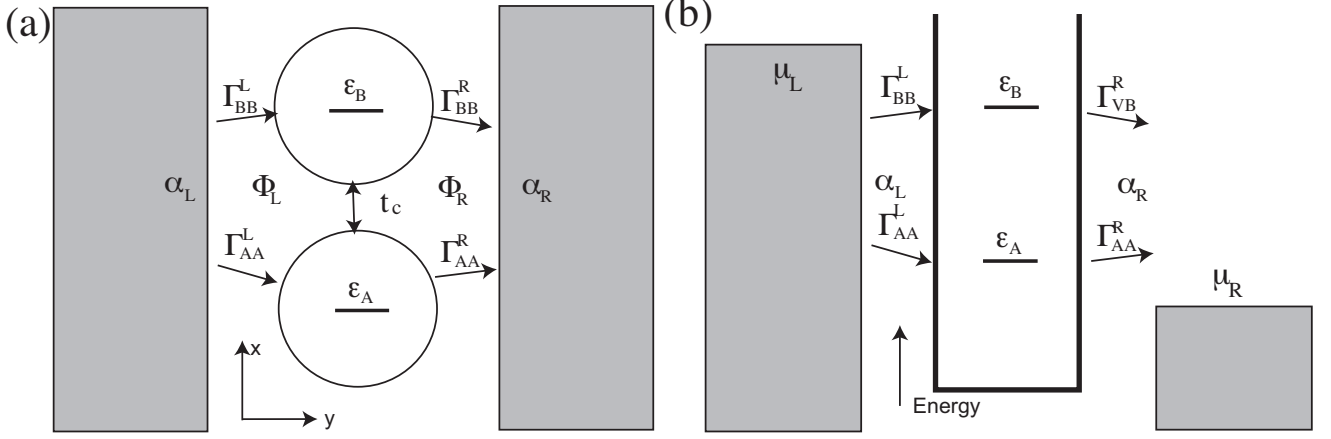 (a)
Γ^L_BB
ε_B
Γ^R_BB
α_L
Φ_L
Φ_R
α_R
t_c
Γ^L_AA
Γ^R_AA
ε_A
x
y
(b)
μ_L
Γ^L_BB
ε_B
Γ^R_VB
α_L
α_R
Γ^L_AA
ε_A
Γ^R_AA
μ_R
Energy